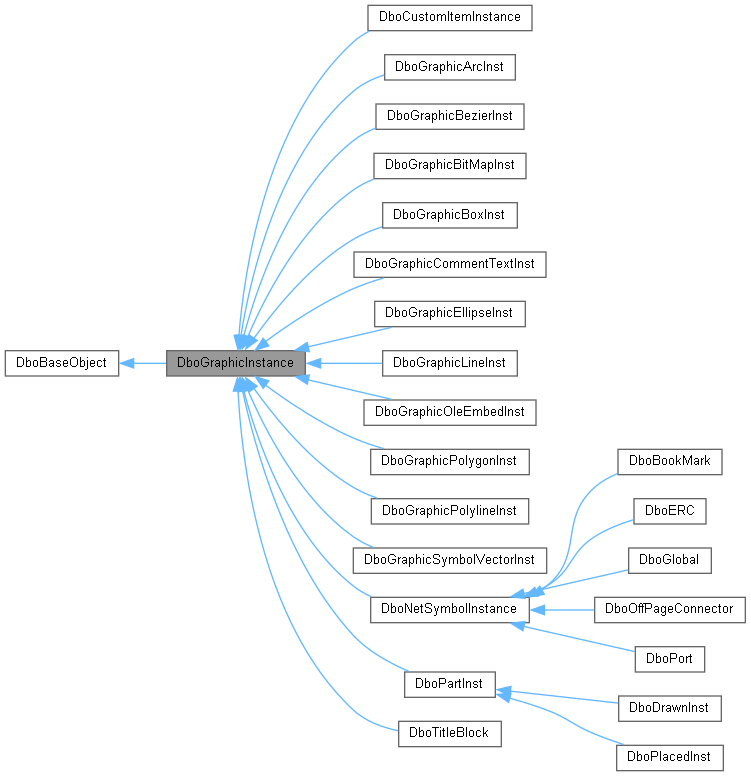 DboCustomItemInstance
DboGraphicArcInst
DboGraphicBezierInst
DboGraphicBitMapInst
DboGraphicBoxInst
DboGraphicCommentTextInst
DboGraphicEllipseInst
DboBaseObject
DboGraphicInstance
DboGraphicLineInst
DboGraphicOleEmbedInst
DboGraphicPolygonInst
DboBookMark
DboGraphicPolylineInst
DboERC
DboGraphicSymbolVectorInst
DboGlobal
DboNetSymbolInstance
DboOffPageConnector
DboPort
DboPartInst
DboDrawnInst
DboTitleBlock
DboPlacedInst